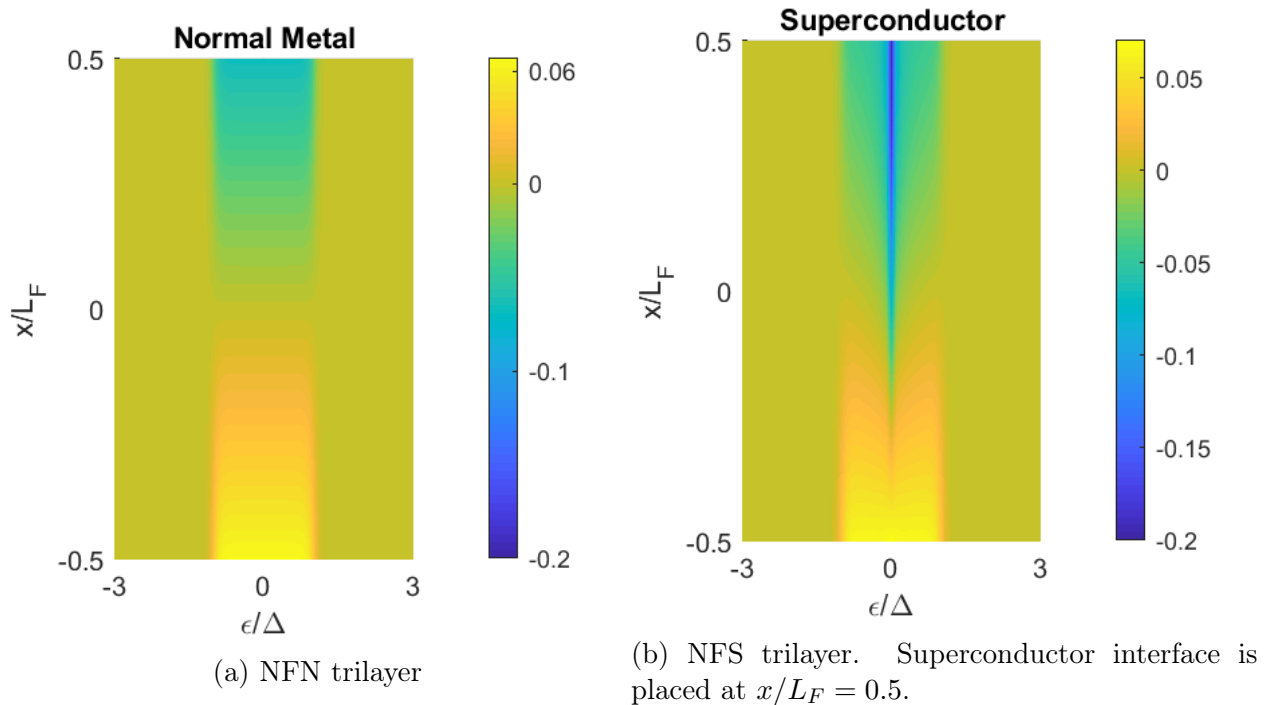 Normal Metal
0.5
0
-0.5
x/L_F
-3
0
3
ϵ/Δ
0.06
0
-0.1
-0.2
(a) NFN trilayer
Superconductor
0.5
0
-0.5
x/L_F
-3
0
3
ϵ/Δ
0.05
0
-0.05
-0.1
-0.15
-0.2
(b) NFS trilayer. Superconductor interface is
placed at x/L_F = 0.5.